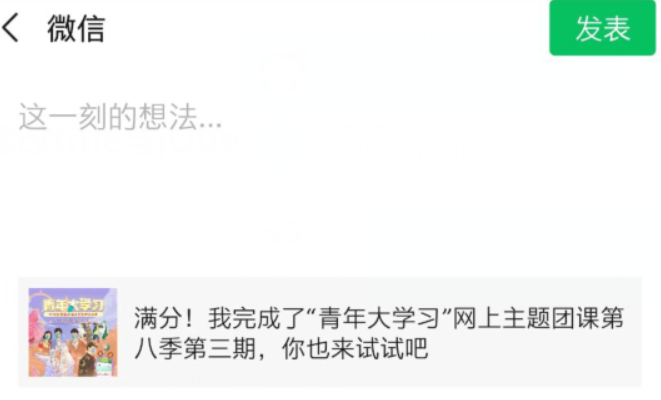 微信
发表
这一刻的想法...
青年大学习
满分！我完成了“青年大学习”网上主题团课第
八季第三期，你也来试试吧